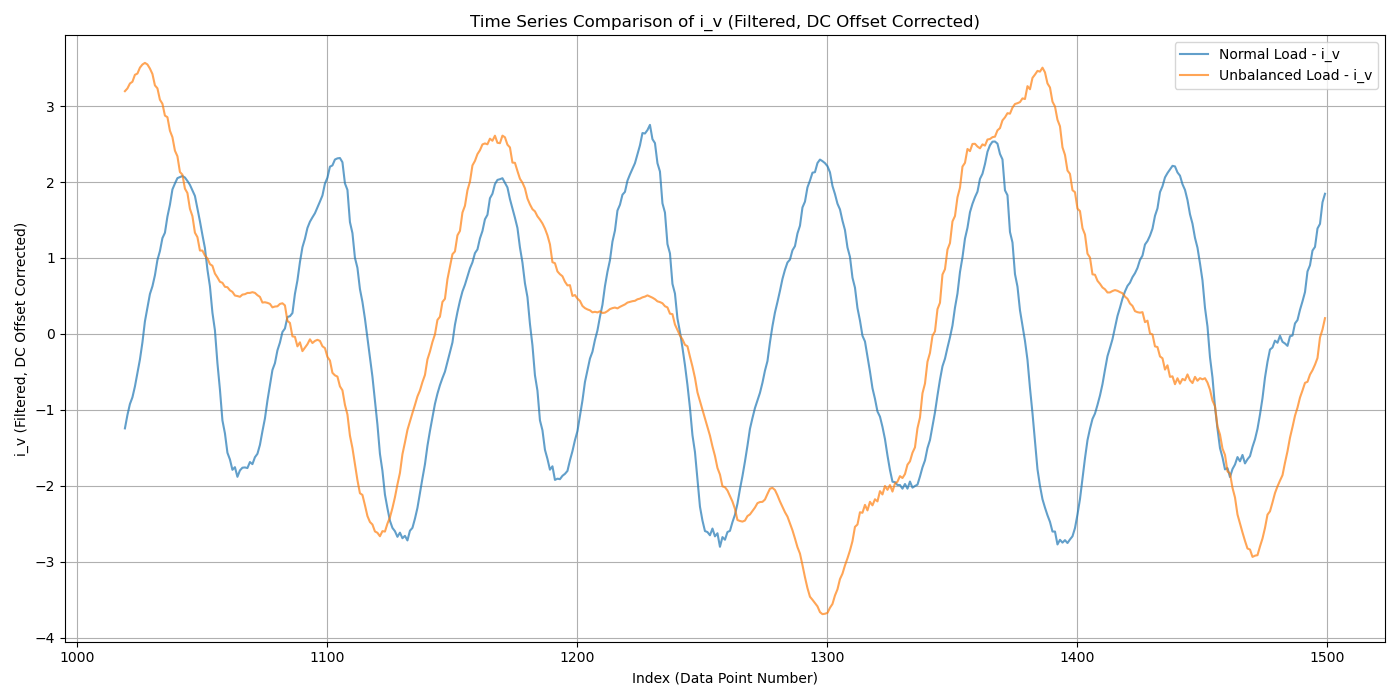 Time Series Comparison of i_v (Filtered, DC Offset Corrected)
Normal Load - i_v
Unbalanced Load - i_v
i_v (Filtered, DC Offset Corrected)
3
2
1
0
−1
−2
−3
−4
1000 1100 1200 1300 1400 1500
Index (Data Point Number)